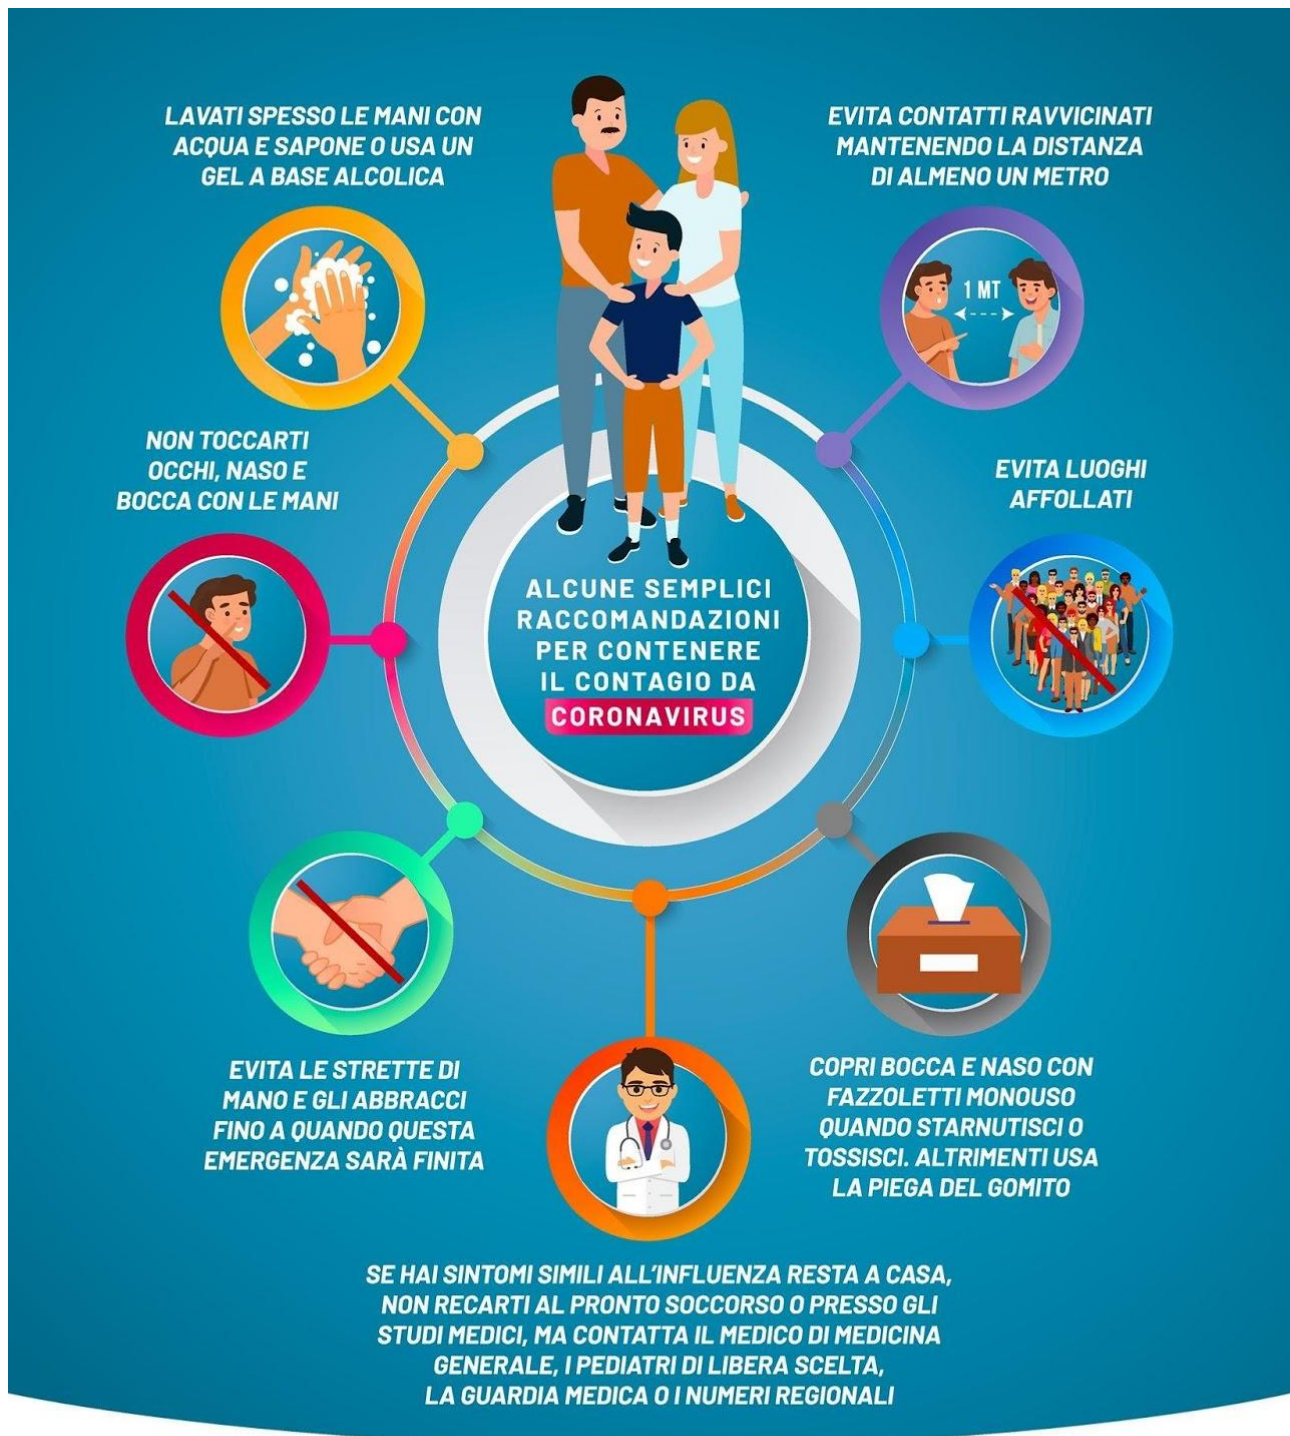 LAVATI SPESSO LE MANI CON
ACQUA E SAPONE O USA UN
GEL A BASE ALCOLICA
EVITA CONTATTI RAVVICINATI
MANTENENDO LA DISTANZA
DI ALMENO UN METRO
1 MT
NON TOCCARTI
OCCHI, NASO E
BOCCA CON LE MANI
EVITA LUOGHI
AFFOLLATI
ALCUNE SEMPLICI
RACCOMANDAZIONI
PER CONTENERE
IL CONTAGIO DA
CORONAVIRUS
EVITA LE STRETTE DI
MANO E GLI ABBRACCI
FINO A QUANDO QUESTA
EMERGENZA SARÀ FINITA
COPRI BOCCA E NASO CON
FAZZOLETTI MONOUSO
QUANDO STARNUTISCI O
TOSSISCI. ALTRIMENTI USA
LA PIEGA DEL GOMITO
SE HAI SINTOMI SIMILI ALL'INFLUENZA RESTA A CASA,
NON RECARTI AL PRONTO SOCCORSO O PRESSO GLI
STUDI MEDICI, MA CONTATTA IL MEDICO DI MEDICINA
GENERALE, I PEDIATRI DI LIBERA SCELTA,
LA GUARDIA MEDICA O I NUMERI REGIONALI